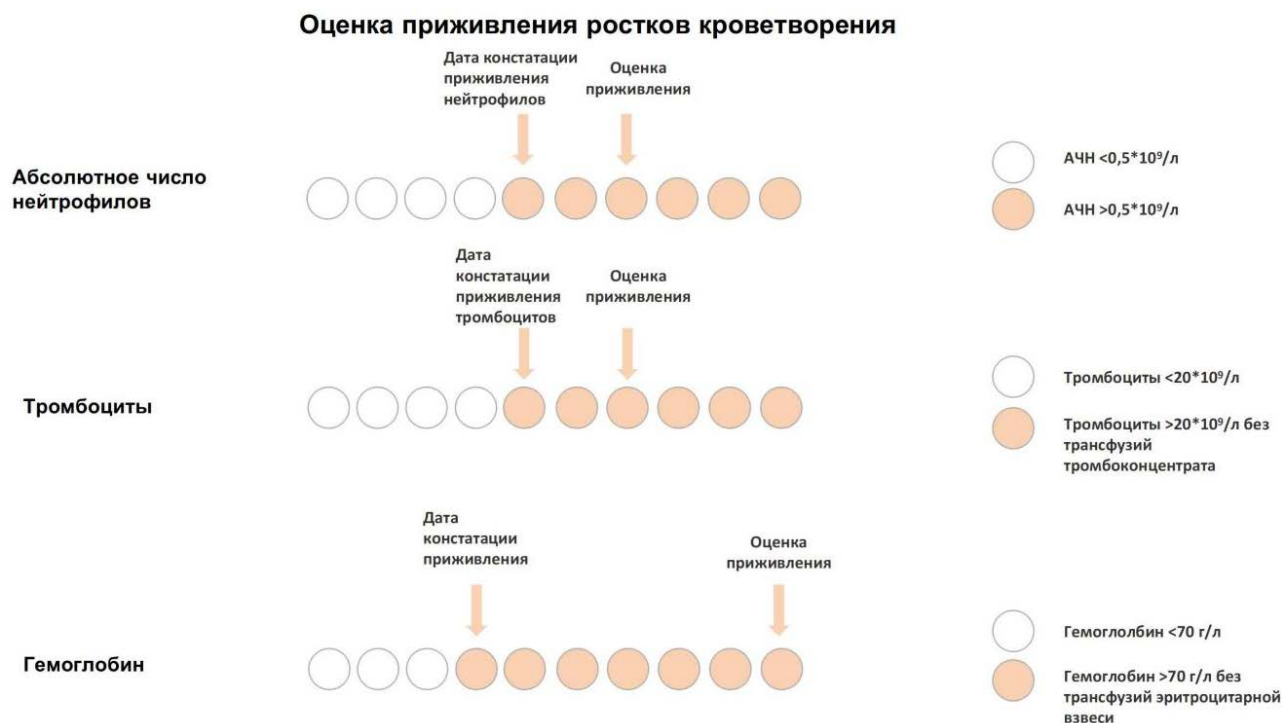 Оценка приживления ростков кроветворения
Дата констатации
приживления
нейтрофилов
Оценка
приживления
Абсолютное число
нейтрофилов
АЧН <0,5*10⁹/л
АЧН >0,5*10⁹/л
Дата
констатации
приживления
тромбоцитов
Оценка
приживления
Тромбоциты
Тромбоциты <20*10⁹/л
Тромбоциты >20*10⁹/л без
трансфузий
тромбоконцентрата
Дата
констатации
приживления
Оценка
приживления
Гемоглобин
Гемоглолбин <70 г/л
Гемоглобин >70 г/л без
трансфузий эритроцитарной
взвеси